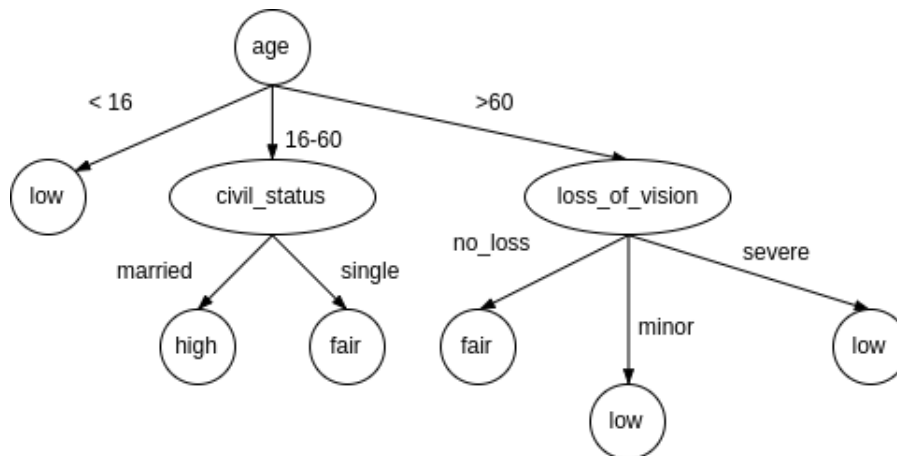 age
< 16
16-60
>60
low
civil_status
loss_of_vision
married
single
no_loss
minor
severe
high
fair
fair
low
low